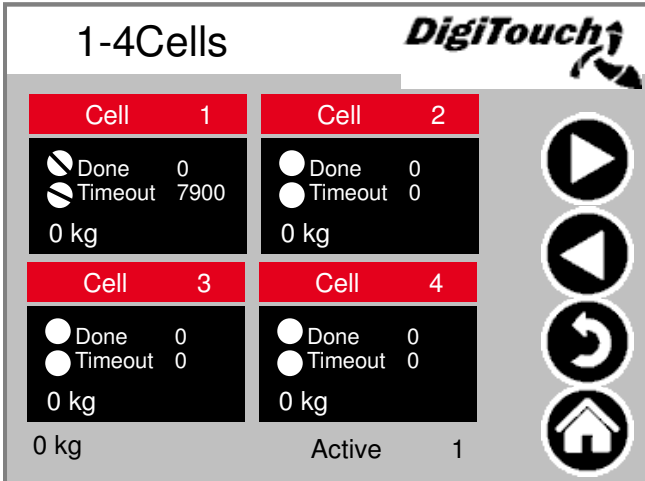 1-4Cells
DigiTouch
Cell 1
Done 0
Timeout 7900
0 kg
Cell 2
Done 0
Timeout 0
0 kg
Cell 3
Done 0
Timeout 0
0 kg
Cell 4
Done 0
Timeout 0
0 kg
0 kg
Active 1